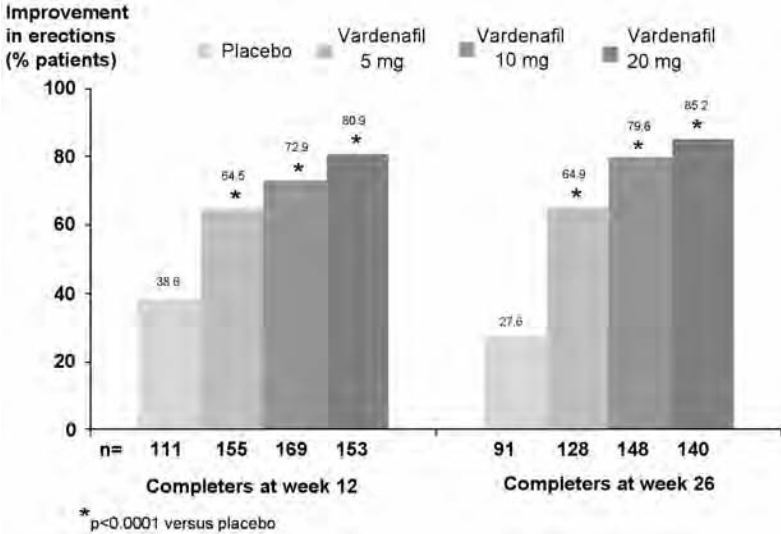 Improvement
in erections
(% patients)
Placebo
Vardenafil
5 mg
Vardenafil
10 mg
Vardenafil
20 mg
100
80
60
40
20
0
38.6
64.5
*
72.9
*
80.9
*
27.6
64.9
*
79.6
*
85.2
*
n= 111 155 169 153 91 128 148 140
Completers at week 12 Completers at week 26
*p<0.0001 versus placebo